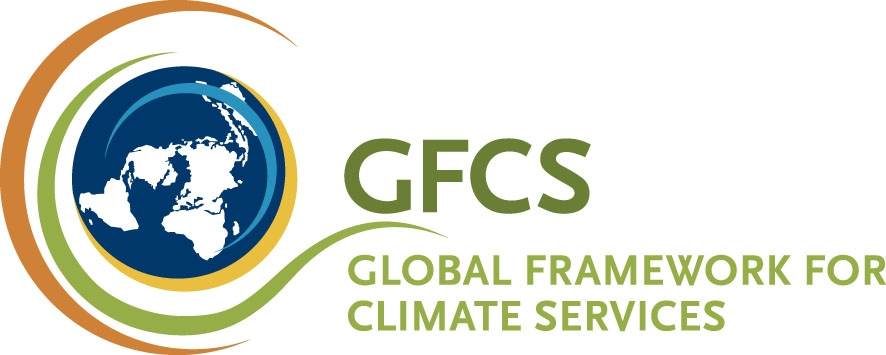 GFCS
GLOBAL FRAMEWORK FOR
CLIMATE SERVICES